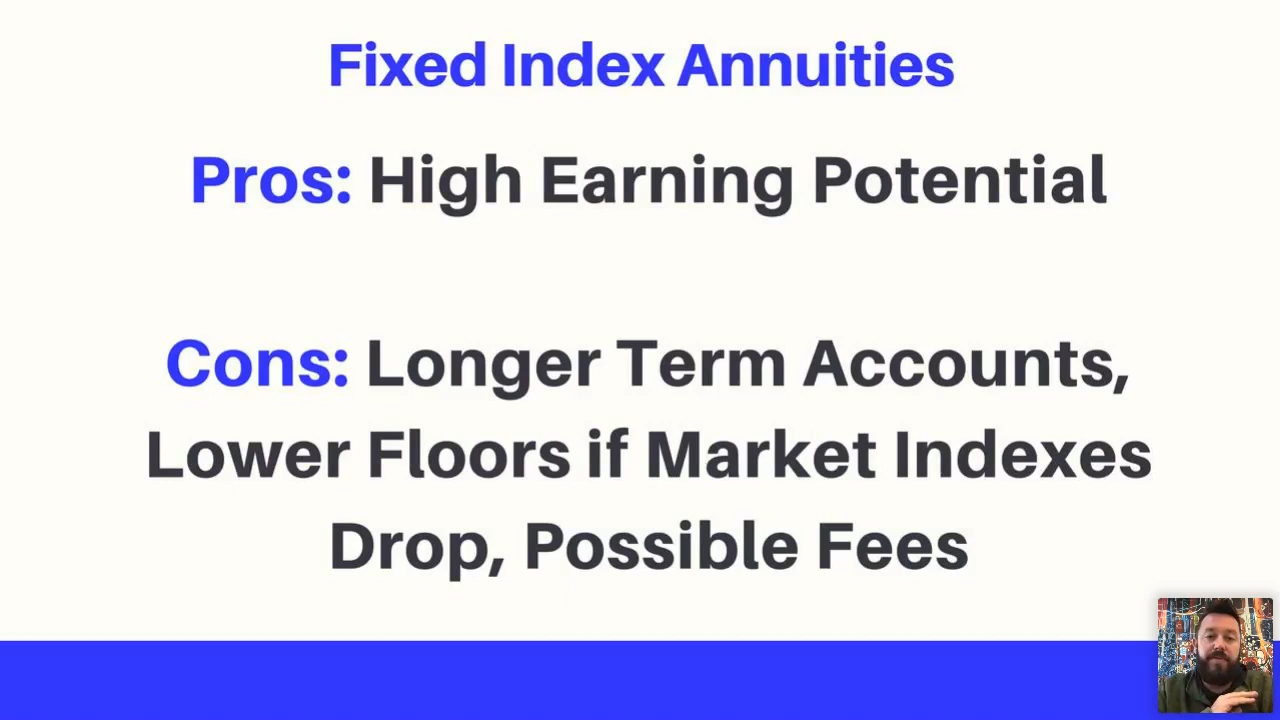 Fixed Index Annuities
Pros: High Earning Potential
Cons: Longer Term Accounts,
Lower Floors if Market Indexes
Drop, Possible Fees